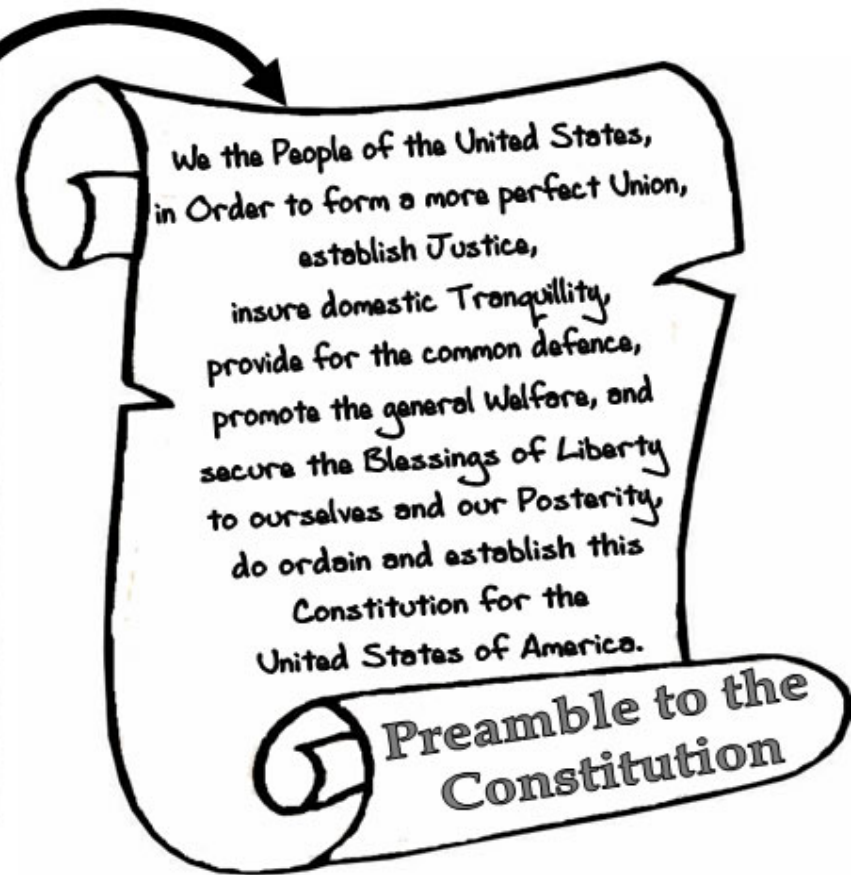 We the People of the United States,
in Order to form a more perfect Union,
establish Justice,
insure domestic Tranquillity,
provide for the common defence,
promote the general Welfare, and
secure the Blessings of Liberty
to ourselves and our Posterity,
do ordain and establish this
Constitution for the
United States of America.
Preamble to the
Constitution